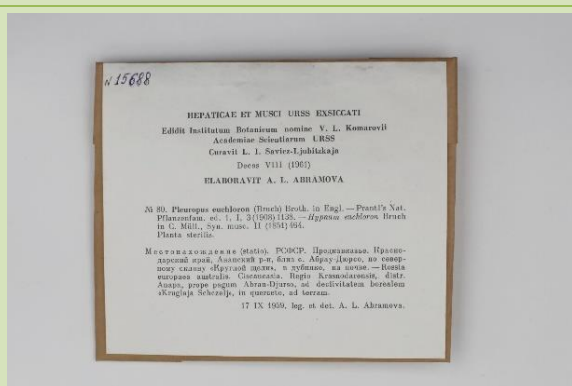 N 15688
HEPATICAE ET MUSCI URSS EXSICCATI
Edidit Institutum Botanicum nomine V. L. Komarovii
Academiae Scientiarum URSS
Curavit L. I. Savicz-Ljubitzkaja
Decas VIII (1961)
ELABORAVIT A. L. ABRAMOVA
№ 80. Pleuropus euchloron (Bruch) Broth. in Engl. — Prantl's Nat.
Pflanzenfam. ed. 1, I, 3 (1908) 1138. — Hypnum euchloron Bruch
in C. Müll., Syn. musc. II (1851) 464.
Planta sterilis.
Местонахождение (statio). РСФСР. Предкавказье. Красно-
дарский край, Анапский р-н, близ с. Абрау-Дюрсо, по север-
ному склону «Круглой щели», в дубняке, на почве. — Rossia
europaea australis. Ciscaucasia. Regio Krasnodarensis, distr.
Anapa, prope pagum Abrau-Djurso, ad declivitatem borealem
«Kruglaja Schczelj», in querceto, ad terram.
17 IX 1959, leg. et det. A. L. Abramova.